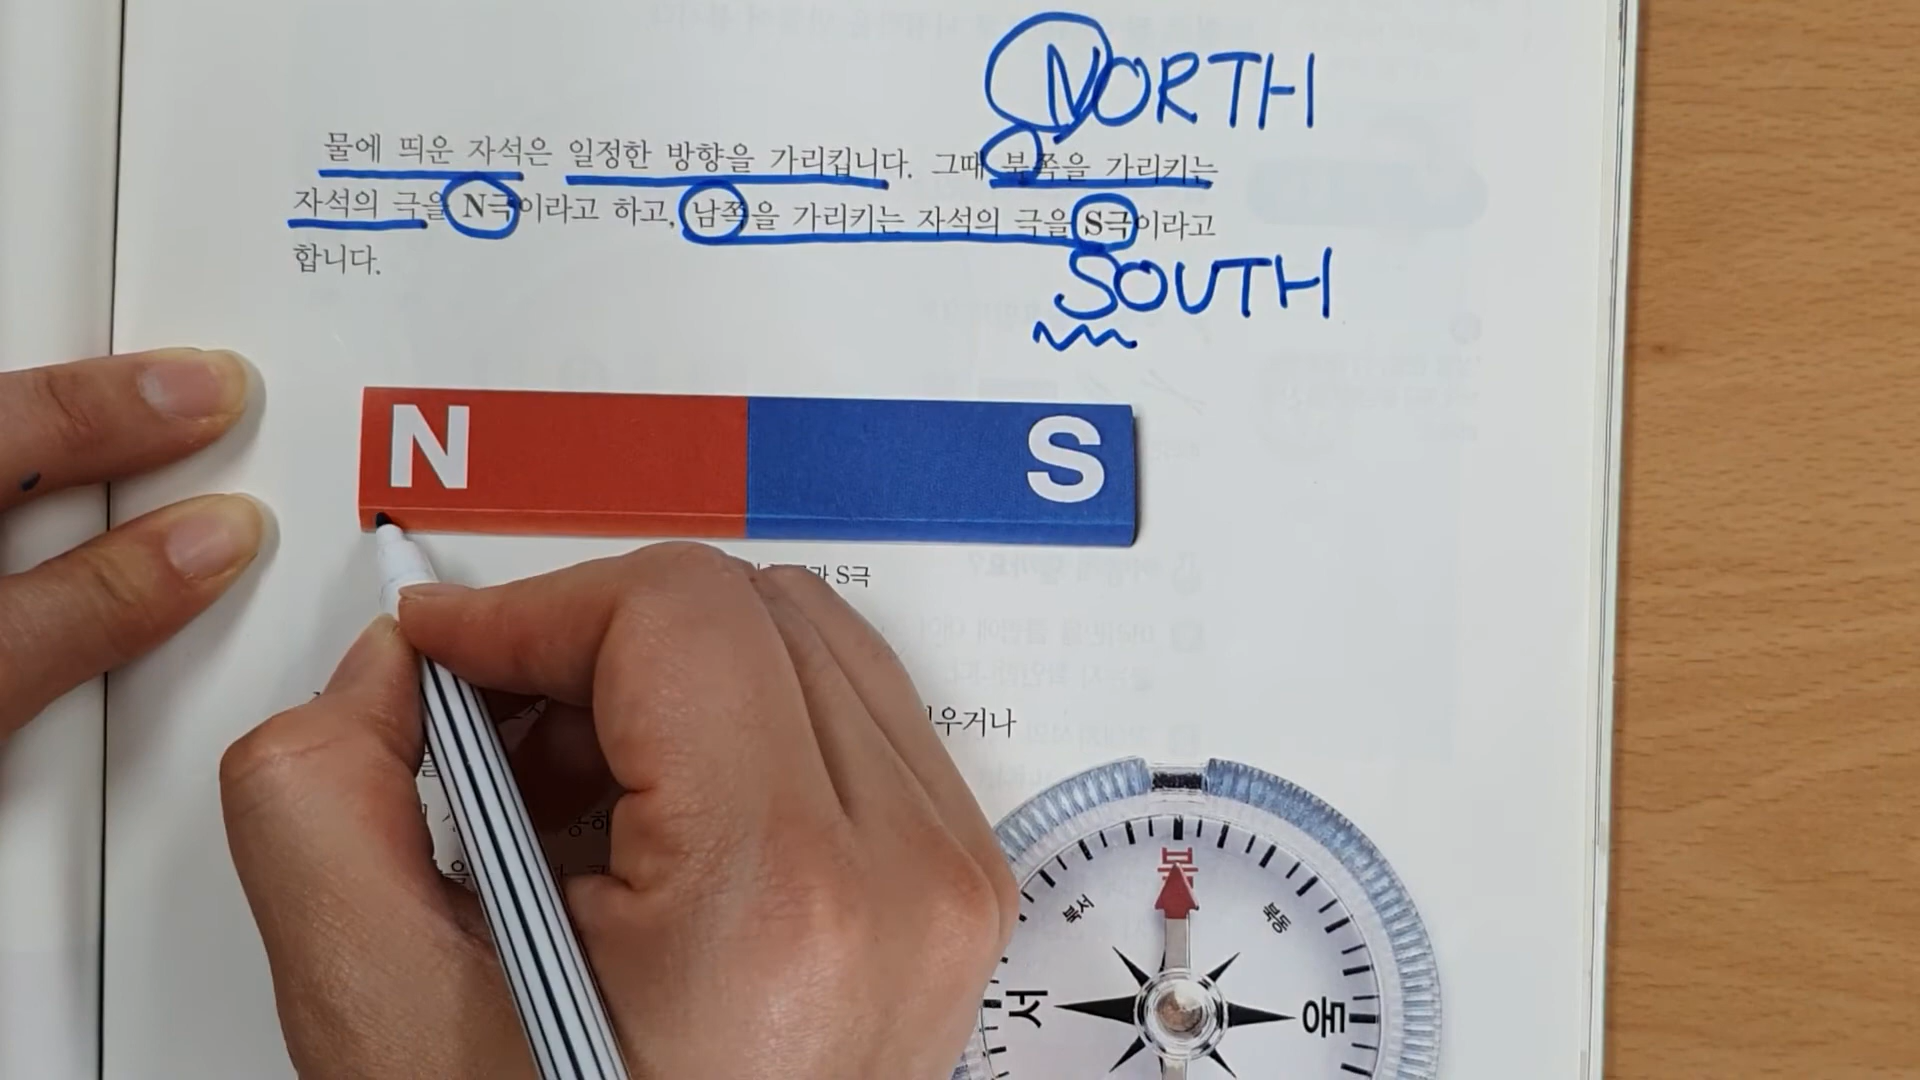 NORTH
물에 띄운 자석은 일정한 방향을 가리킵니다. 그때 북쪽을 가리키는
자석의 극을 N극이라고 하고, 남쪽을 가리키는 자석의 극을 S극이라고
합니다.
SOUTH
N S
S극
우거나
북
북서 북동
서 동